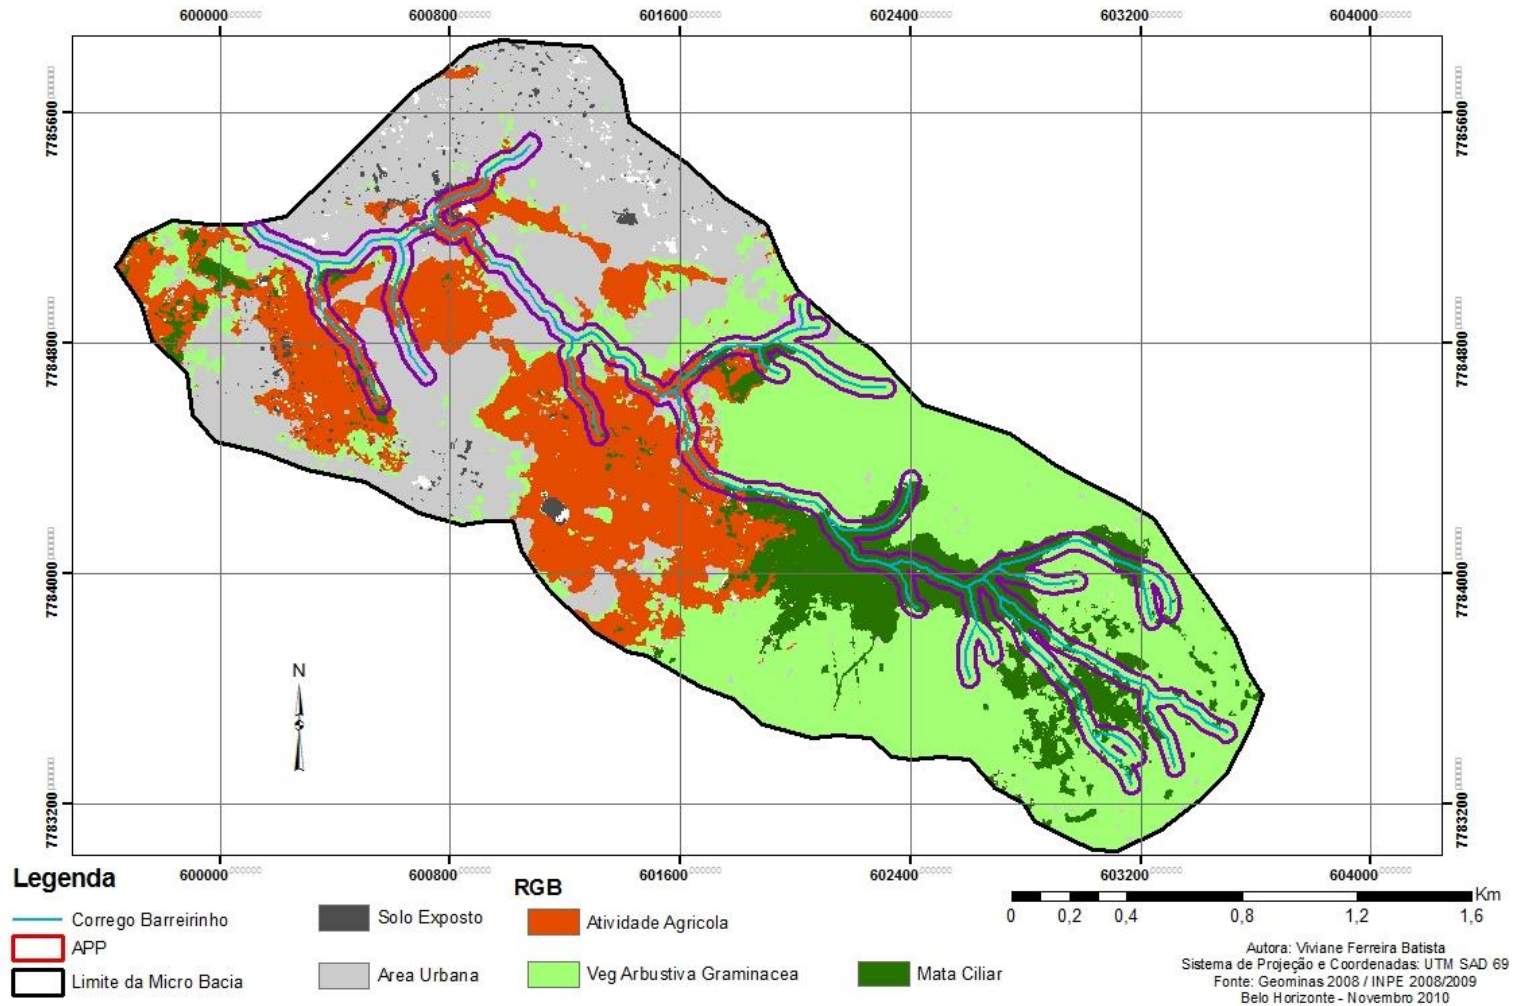 600000 600800 601600 602400 603200 604000
7785600 7785600
7784800 7784800
7784000 7784000
7783200 7783200
N
600000 600800 601600 602400 603200 604000
Legenda
RGB
Corrego Barreirinho
APP
Limite da Micro Bacia
Solo Exposto
Area Urbana
Atividade Agricola
Veg Arbustiva Graminacea
Mata Ciliar
Km
0 0,2 0,4 0,8 1,2 1,6
Autora: Viviane Ferreira Batista
Sistema de Projeção e Coordenadas: UTM SAD 69
Fonte: Geominas 2008 / INPE 2008/2009
Belo Horizonte - Novembro 2010